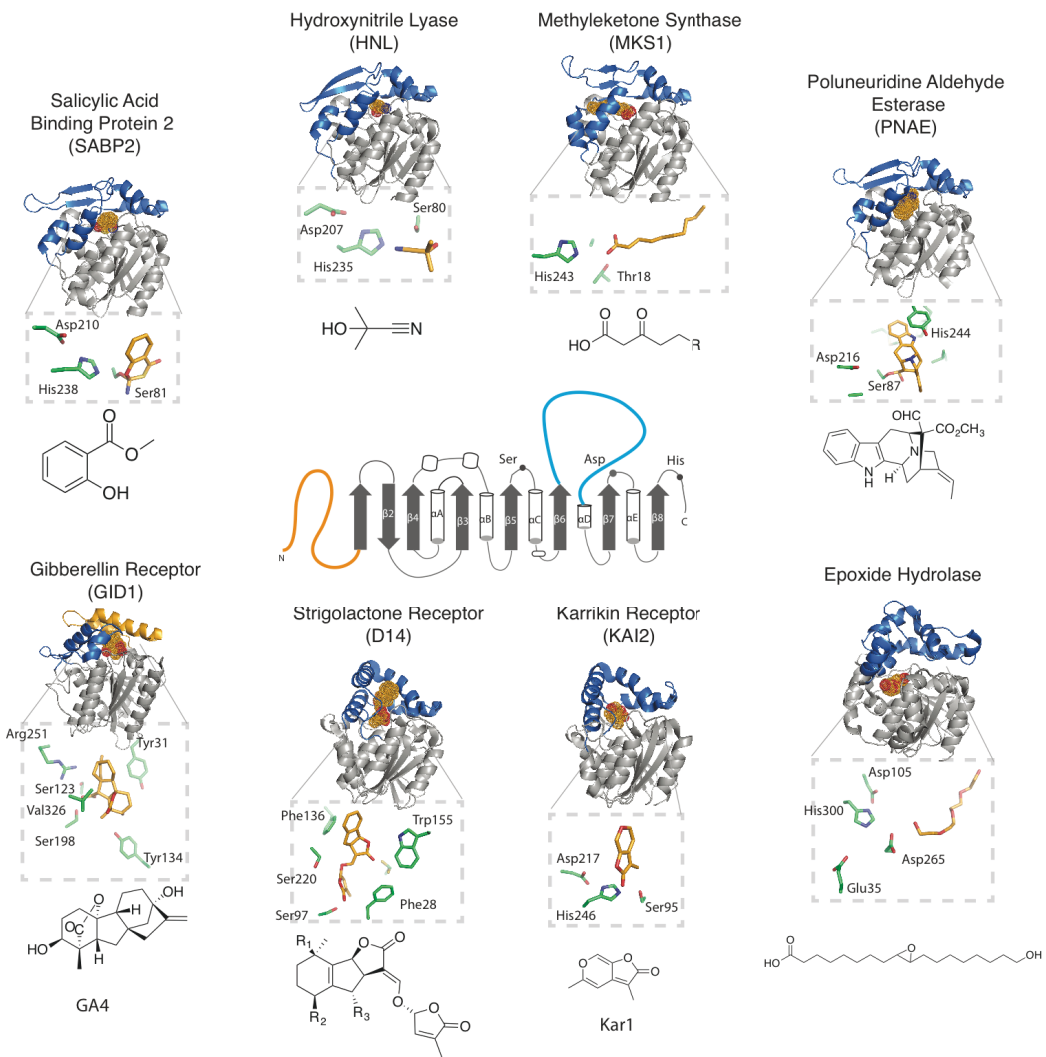 Hydroxynitrile Lyase
(HNL)
Methyleketone Synthase
(MKS1)
Poluneuridine Aldehyde
Esterase
(PNAE)
Salicylic Acid
Binding Protein 2
(SABP2)
Ser80
Asp207
His235
His243
Thr18
Asp210
His238
Ser81
His244
Asp216
Ser87
HO
N
O
O
HO
R
O
O
OH
OHC
CO2CH3
N
N
H
H
Ser
Asp
His
β2
β4
αA
β3
αB
β5
αC
β6
αD
β7
αE
β8
N
C
Gibberellin Receptor
(GID1)
Strigolactone Receptor
(D14)
Karrikin Receptor
(KAI2)
Epoxide Hydrolase
Arg251
Tyr31
Ser123
Val326
Ser198
Tyr134
Phe136
Trp155
Ser220
Ser97
Phe28
Asp217
His246
Ser95
Asp105
His300
Asp265
Glu35
O
OC
H
OH
HO
H
GA4
R1
O
O
R2
R3
O
O
O
O
O
O
Kar1
O
HO
O
OH